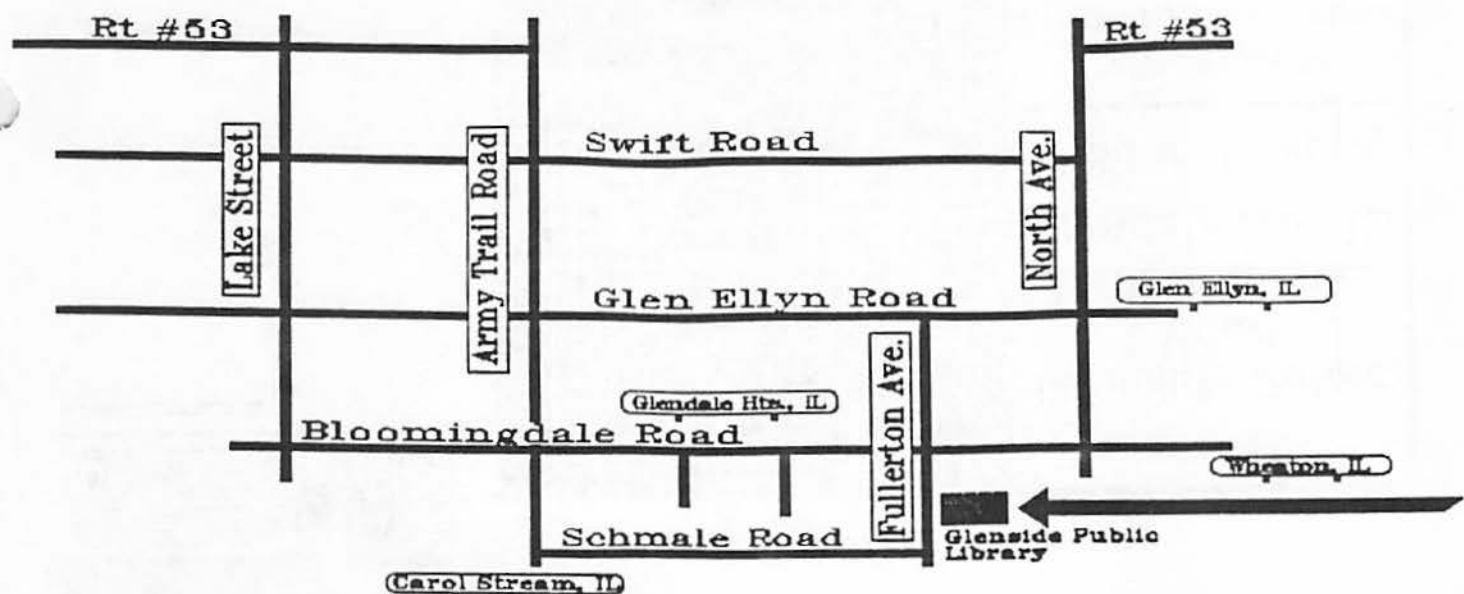 Rt #53
Rt #53
Swift Road
Lake Street
Army Trail Road
North Ave.
Glen Ellyn Road
Glen Ellyn, IL
Fullerton Ave.
Glendale Hts., IL
Bloomingdale Road
Wheaton, IL
Schmale Road
Glenside Public
Library
Carol Stream, IL